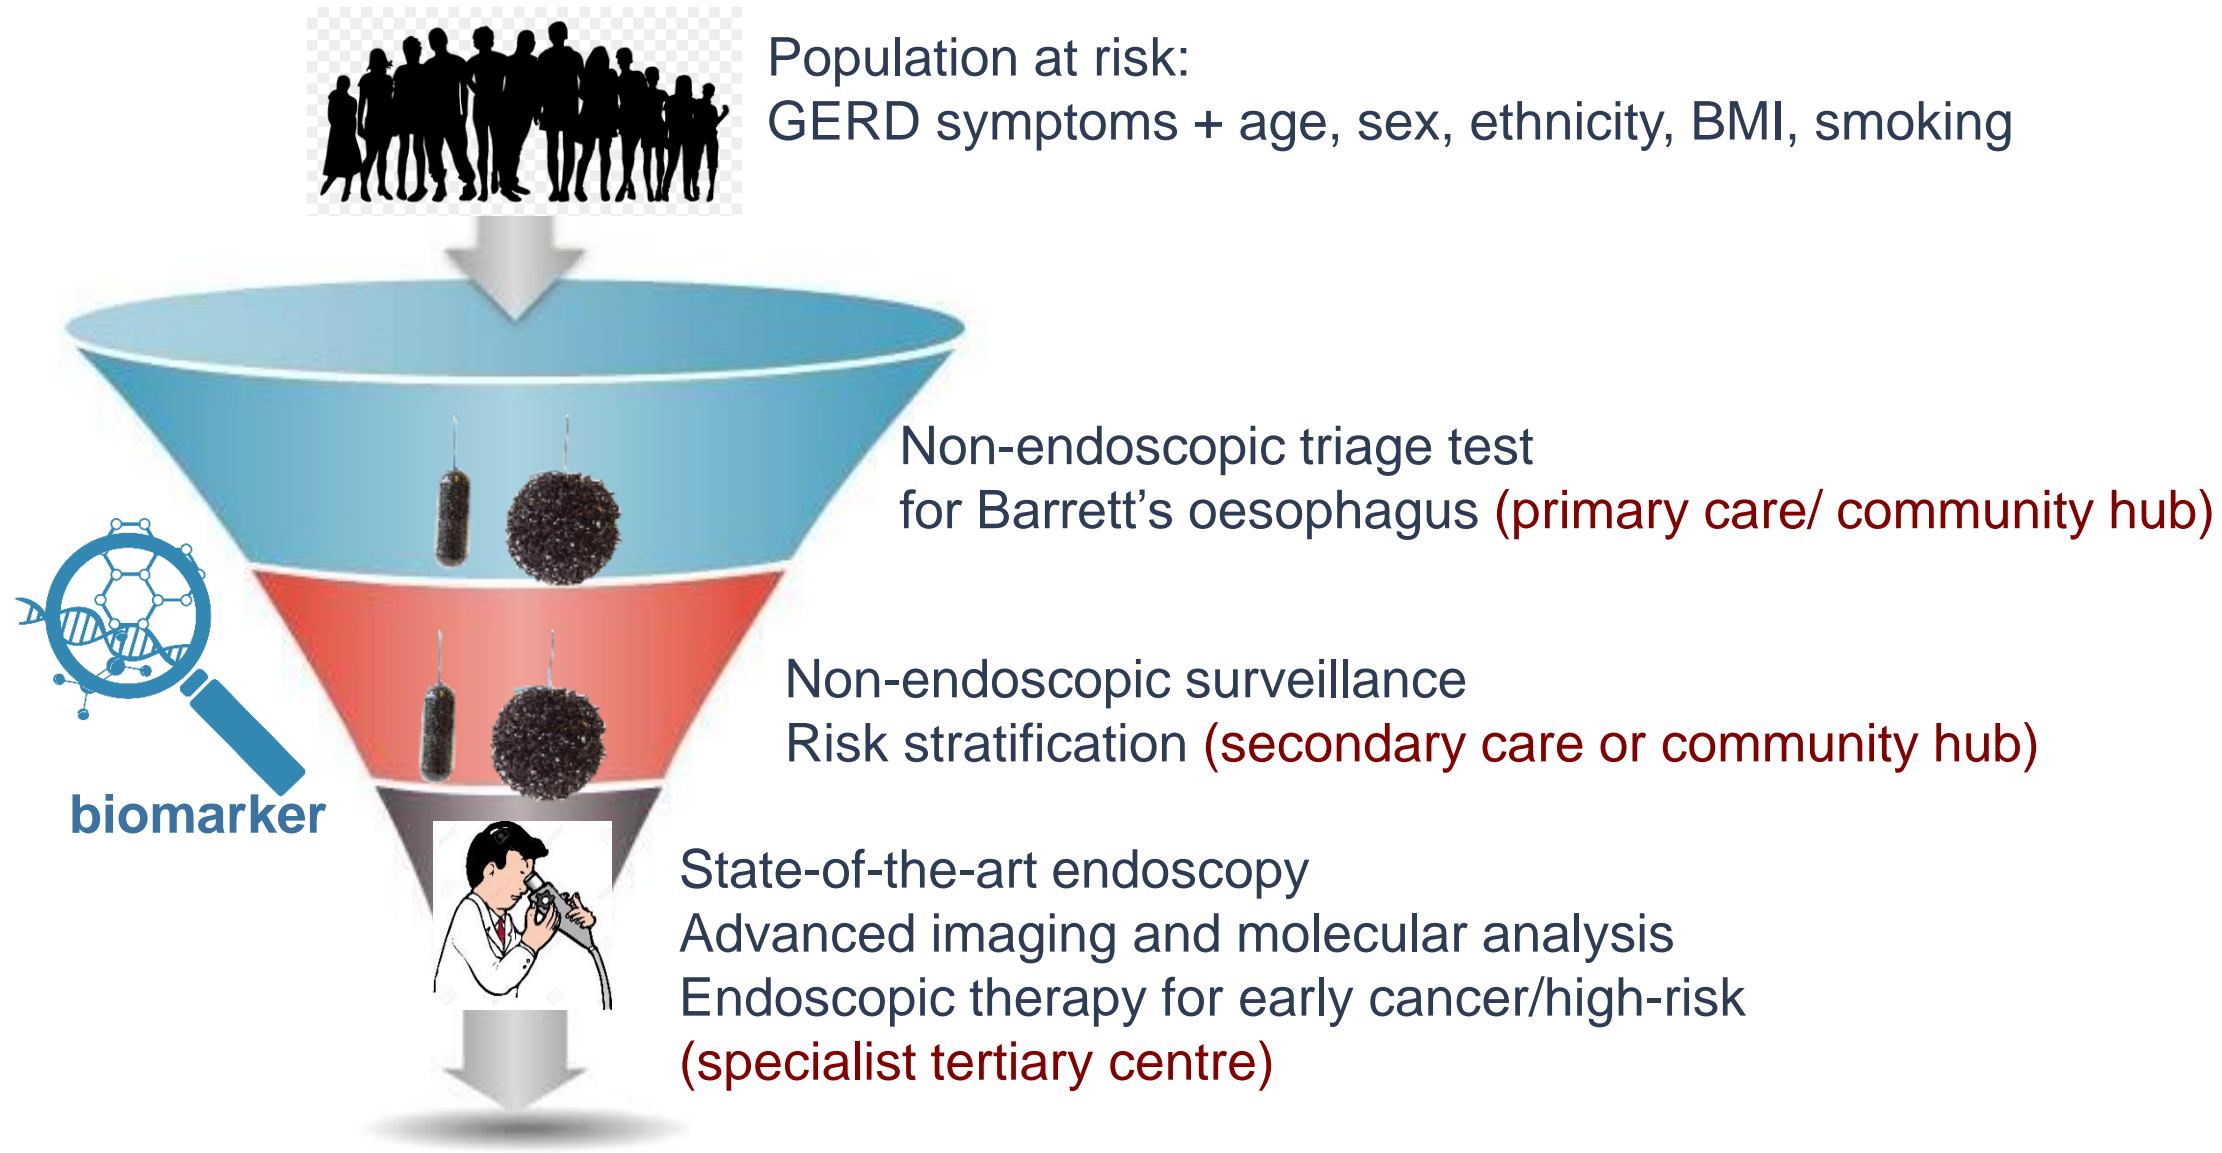 Population at risk:
GERD symptoms + age, sex, ethnicity, BMI, smoking
Non-endoscopic triage test
for Barrett’s oesophagus (primary care/ community hub)
Non-endoscopic surveillance
Risk stratification (secondary care or community hub)
biomarker
State-of-the-art endoscopy
Advanced imaging and molecular analysis
Endoscopic therapy for early cancer/high-risk
(specialist tertiary centre)